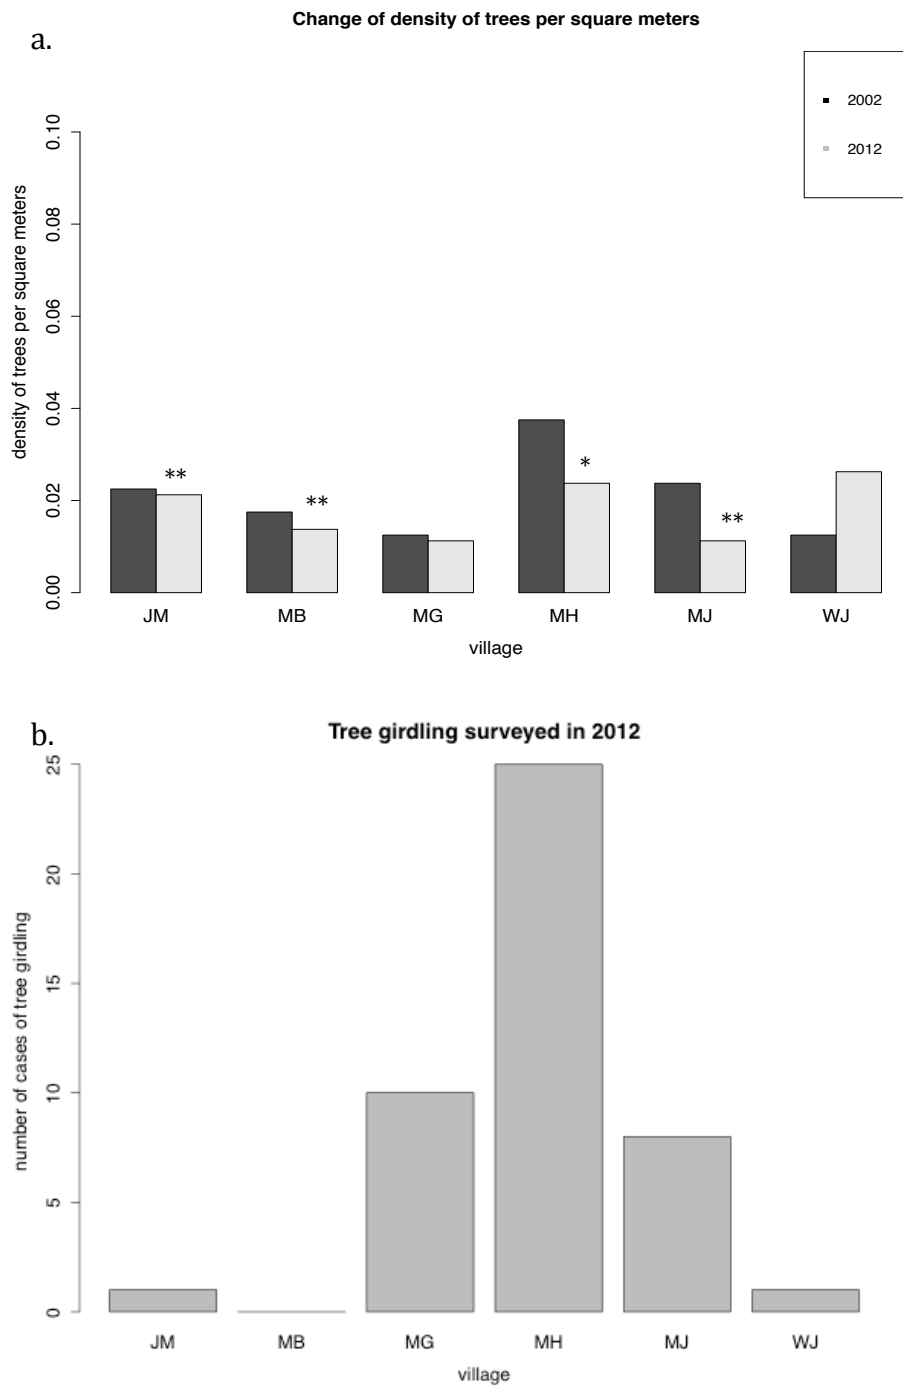 Change of density of trees per square meters
a.
2002
2012
density of trees per square meters
0.10
0.08
0.06
0.04
0.02
0.00
**
**
*
**
JM MB MG MH MJ WJ
village
b.
Tree girdling surveyed in 2012
number of cases of tree girdling
25
20
15
10
5
0
JM MB MG MH MJ WJ
village